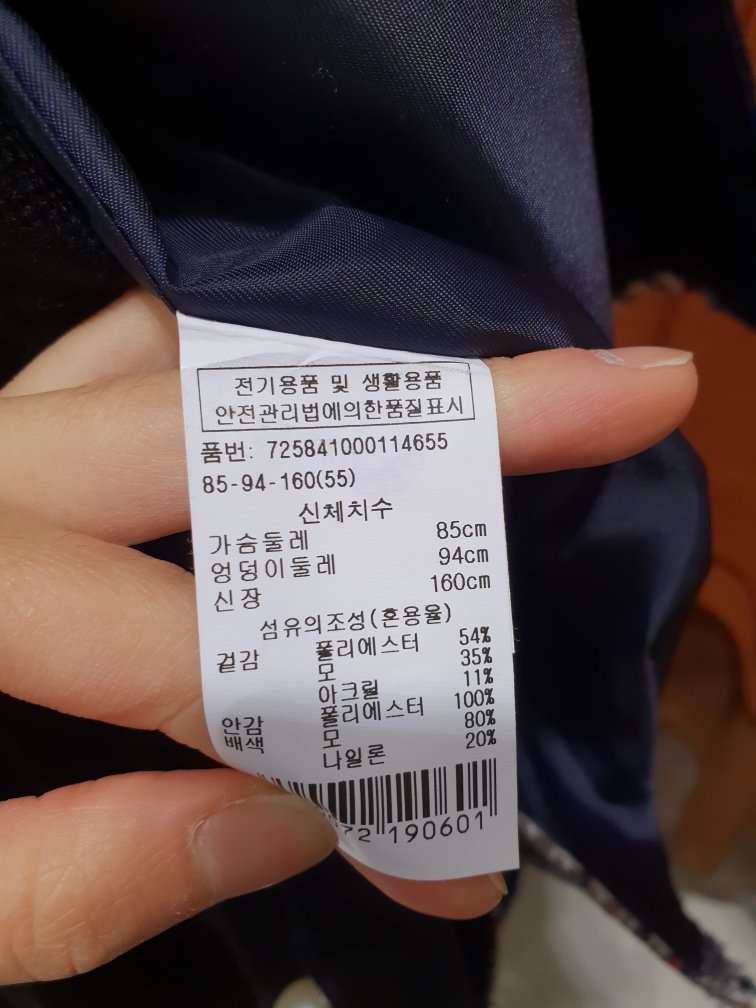 전기용품 및 생활용품
안전관리법에의한품질표시
품번: 725841000114655
85-94-160(55)
신체치수
가슴둘레 85cm
엉덩이둘레 94cm
신장 160cm
섬유의조성(혼용율)
겉감 폴리에스터 54%
모 35%
아크릴 11%
안감 폴리에스터 100%
배색 모 80%
나일론 20%
72 190601